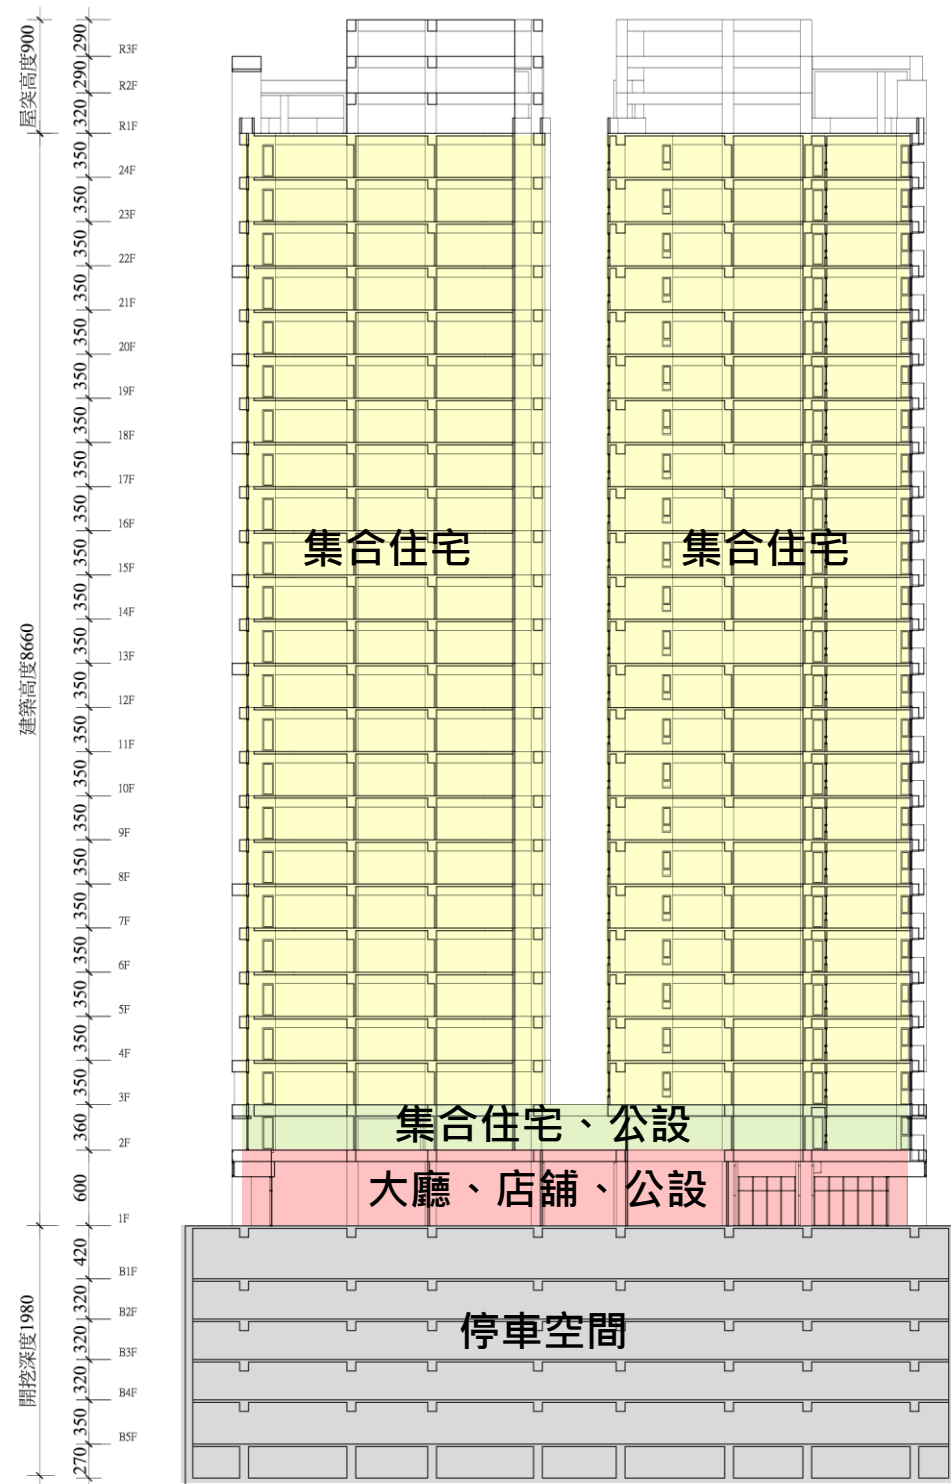 屋突高度900
290
R3F
290
R2F
320
R1F
建築高度8660
350
24F
350
23F
350
22F
350
21F
350
20F
350
19F
350
18F
350
17F
350
16F
集合住宅 集合住宅
350
15F
350
14F
350
13F
350
12F
350
11F
350
10F
350
9F
350
8F
350
7F
350
6F
350
5F
350
4F
350
3F
集合住宅、公設
360
2F
大廳、店舖、公設
600
1F
開挖深度1980
420
B1F
320
B2F
停車空間
320
B3F
320
B4F
350
B5F
270